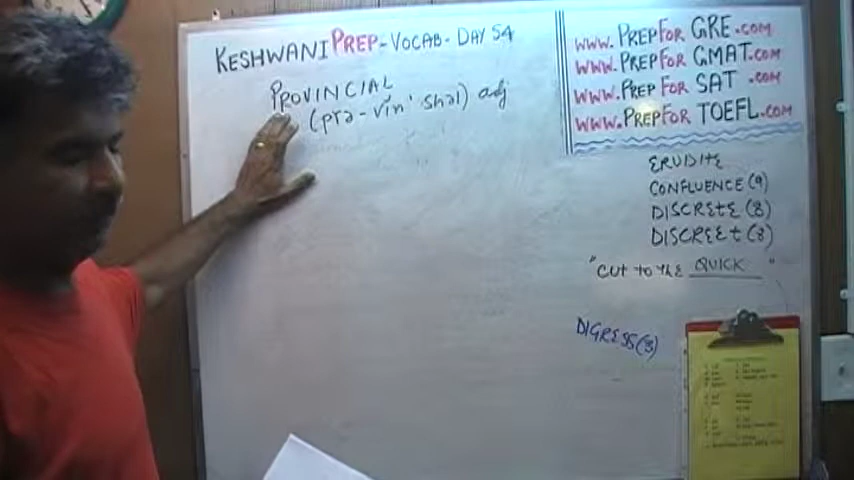 KESHWANIPREP-VOCAB-DAY 54
PROVINCIAL
(prə-vin' shəl) adj
www.PREPFOR GRE.COM
www.PREPFOR GMAT.COM
www.PREP FOR SAT.COM
www.PREPFOR TOEFL.COM
ERUDITE
CONFLUENCE(9)
DISCRETE(8)
DISCREET(8)
"CUT TO THE QUICK"
DIGRESS(3)